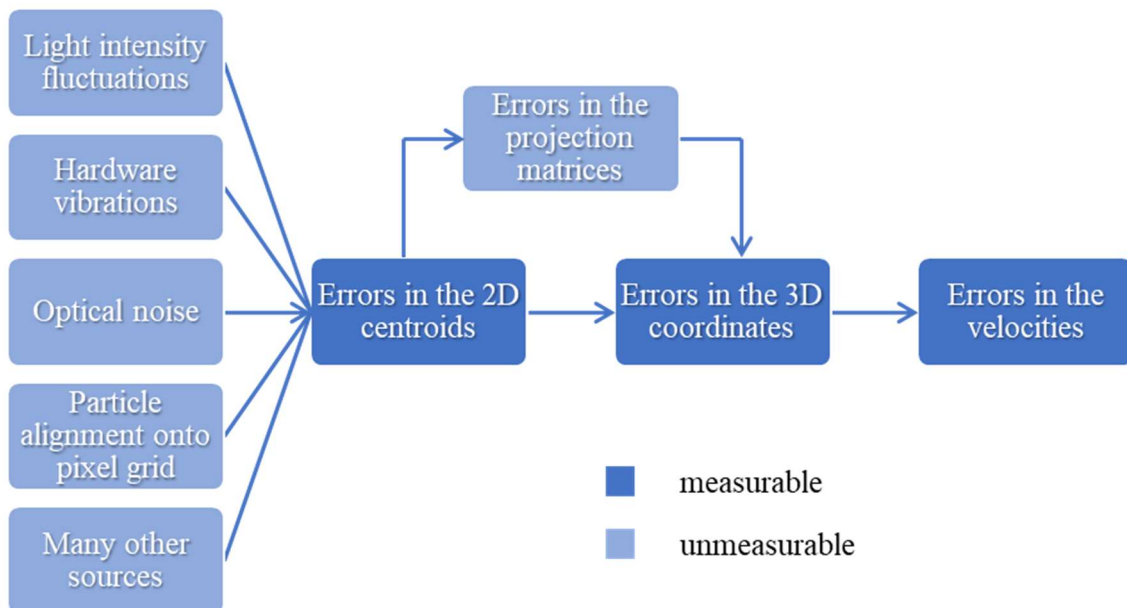 Light intensity
fluctuations
Hardware
vibrations
Optical noise
Particle
alignment onto
pixel grid
Many other
sources
Errors in the
projection
matrices
Errors in the 2D
centroids
Errors in the 3D
coordinates
Errors in the
velocities
measurable
unmeasurable